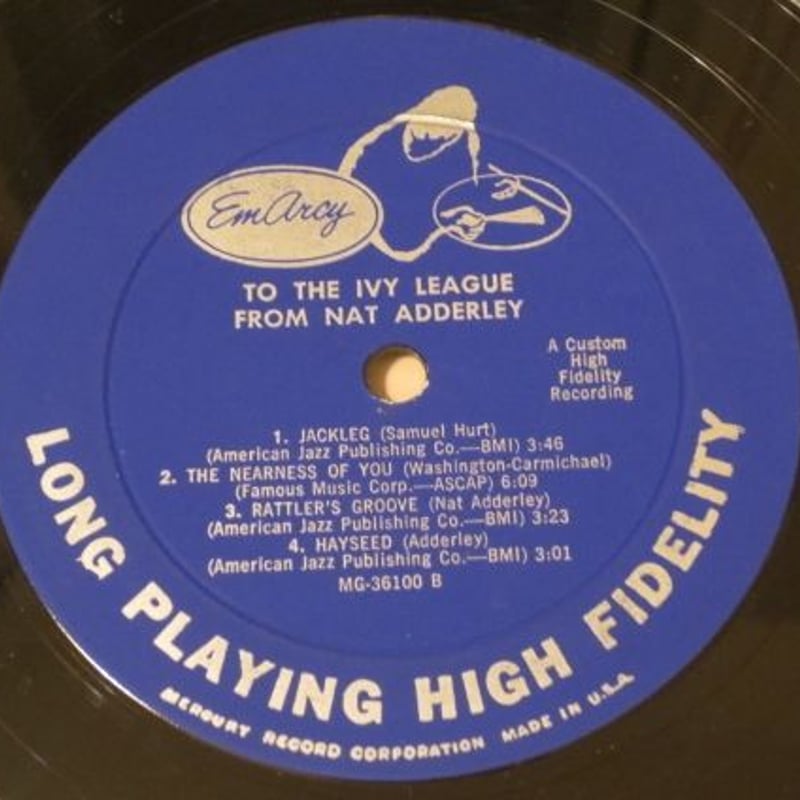 EmArcy
TO THE IVY LEAGUE
FROM NAT ADDERLEY
A Custom
High
Fidelity
Recording
1. JACKLEG (Samuel Hurt)
(American Jazz Publishing Co.—BMI) 3:46
2. THE NEARNESS OF YOU (Washington-Carmichael)
(Famous Music Corp.—ASCAP) 6:09
3. RATTLER'S GROOVE (Nat Adderley)
(American Jazz Publishing Co.—BMI) 3:23
4. HAYSEED (Adderley)
(American Jazz Publishing Co.—BMI) 3:01
MG-36100 B
LONG PLAYING HIGH FIDELITY
MERCURY RECORD CORPORATION MADE IN U.S.A.